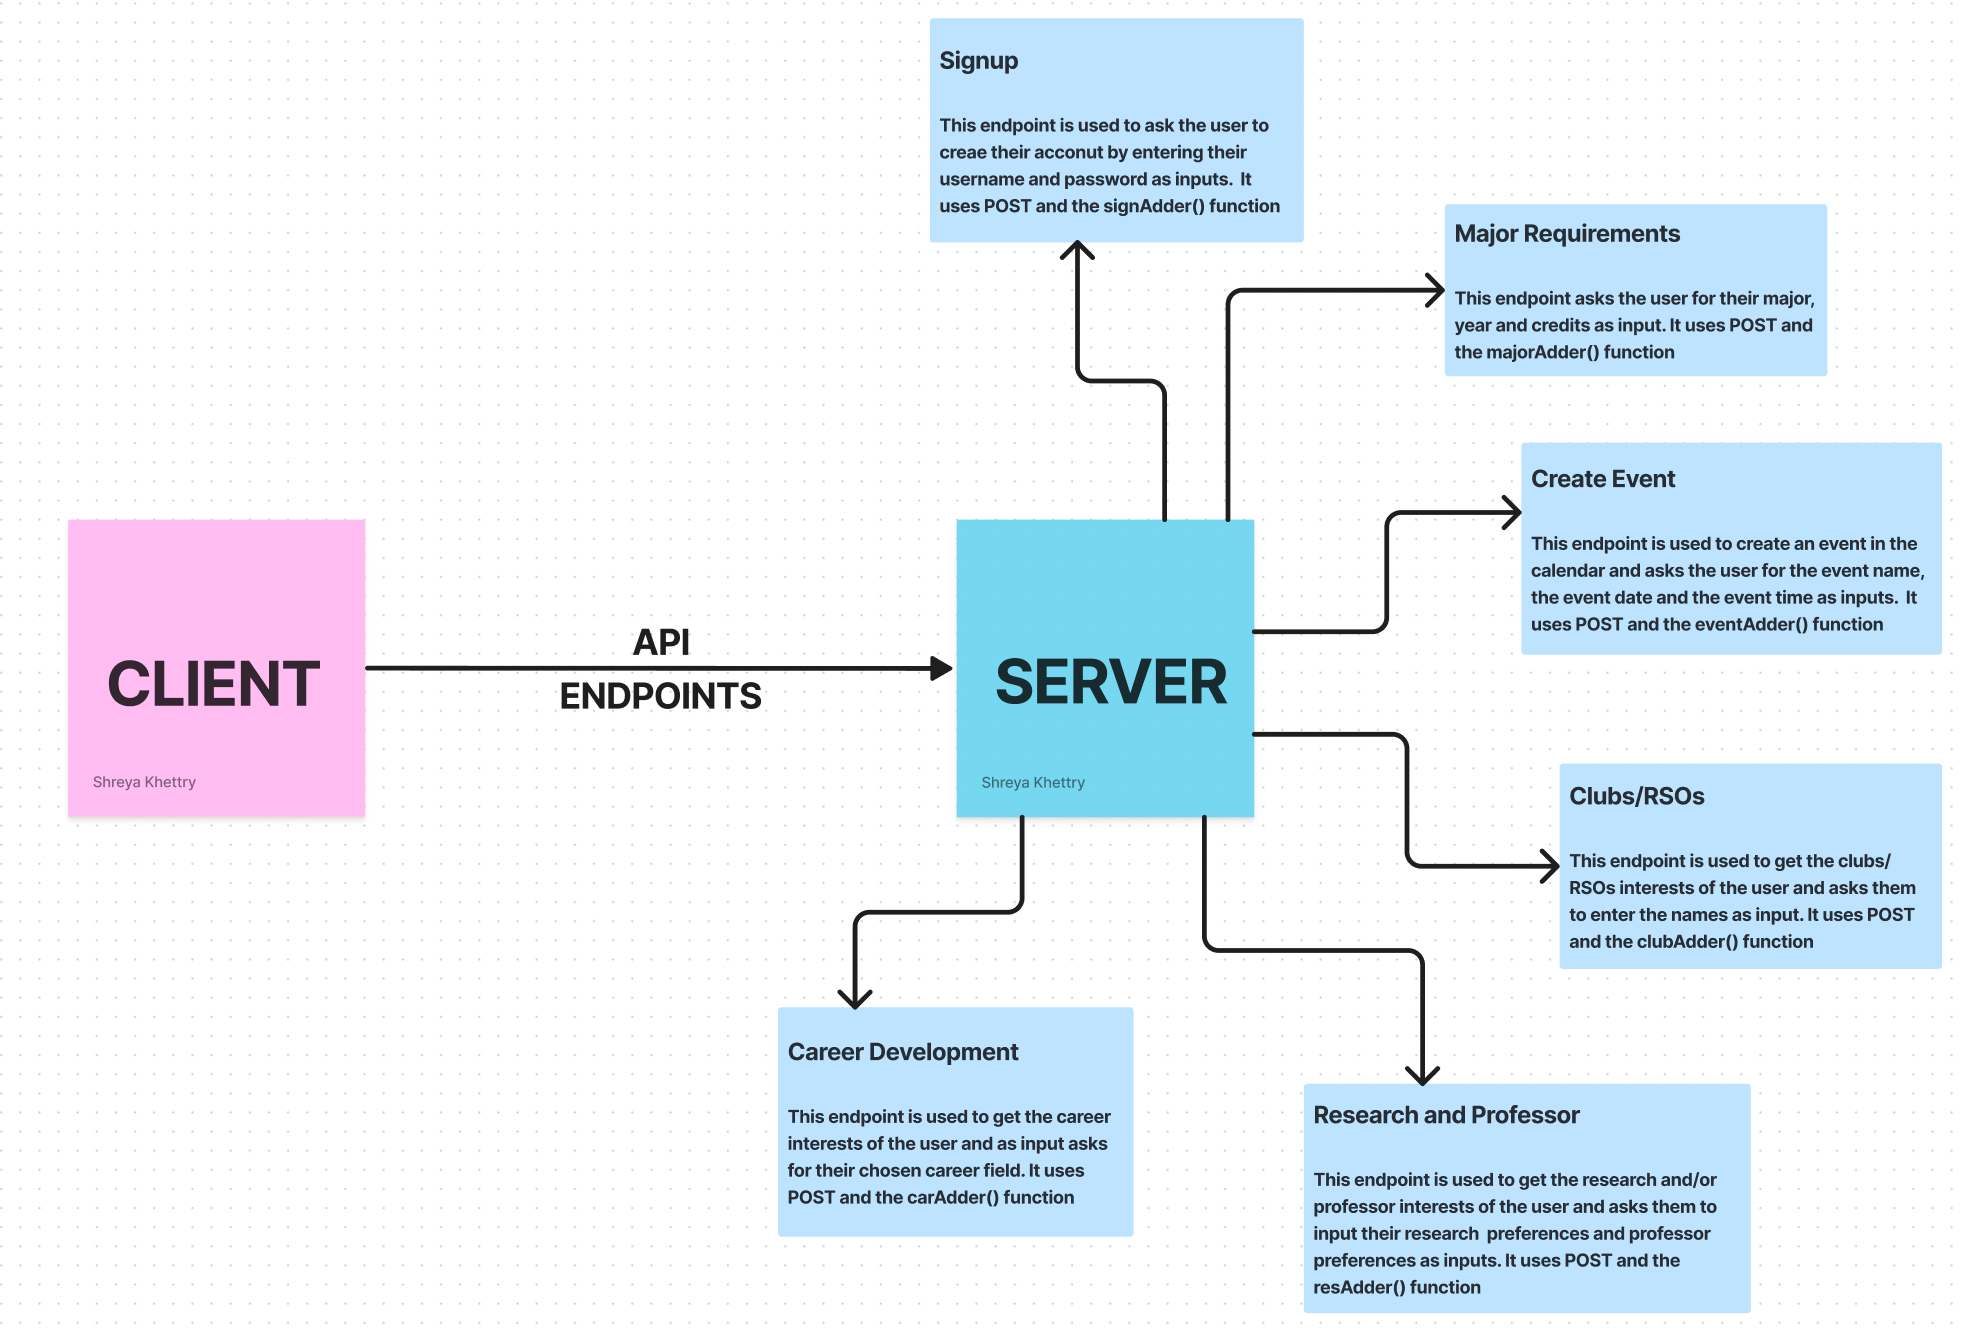 Signup
This endpoint is used to ask the user to
creae their acconut by entering their
username and password as inputs.  It
uses POST and the signAdder() function
Major Requirements
This endpoint asks the user for their major,
year and credits as input. It uses POST and
the majorAdder() function
Create Event
This endpoint is used to create an event in the
calendar and asks the user for the event name,
the event date and the event time as inputs.  It
uses POST and the eventAdder() function
CLIENT
Shreya Khettry
API
ENDPOINTS
SERVER
Shreya Khettry
Clubs/RSOs
This endpoint is used to get the clubs/
RSOs interests of the user and asks them
to enter the names as input. It uses POST
and the clubAdder() function
Career Development
This endpoint is used to get the career
interests of the user and as input asks
for their chosen career field. It uses
POST and the carAdder() function
Research and Professor
This endpoint is used to get the research and/or
professor interests of the user and asks them to
input their research  preferences and professor
preferences as inputs. It uses POST and the
resAdder() function